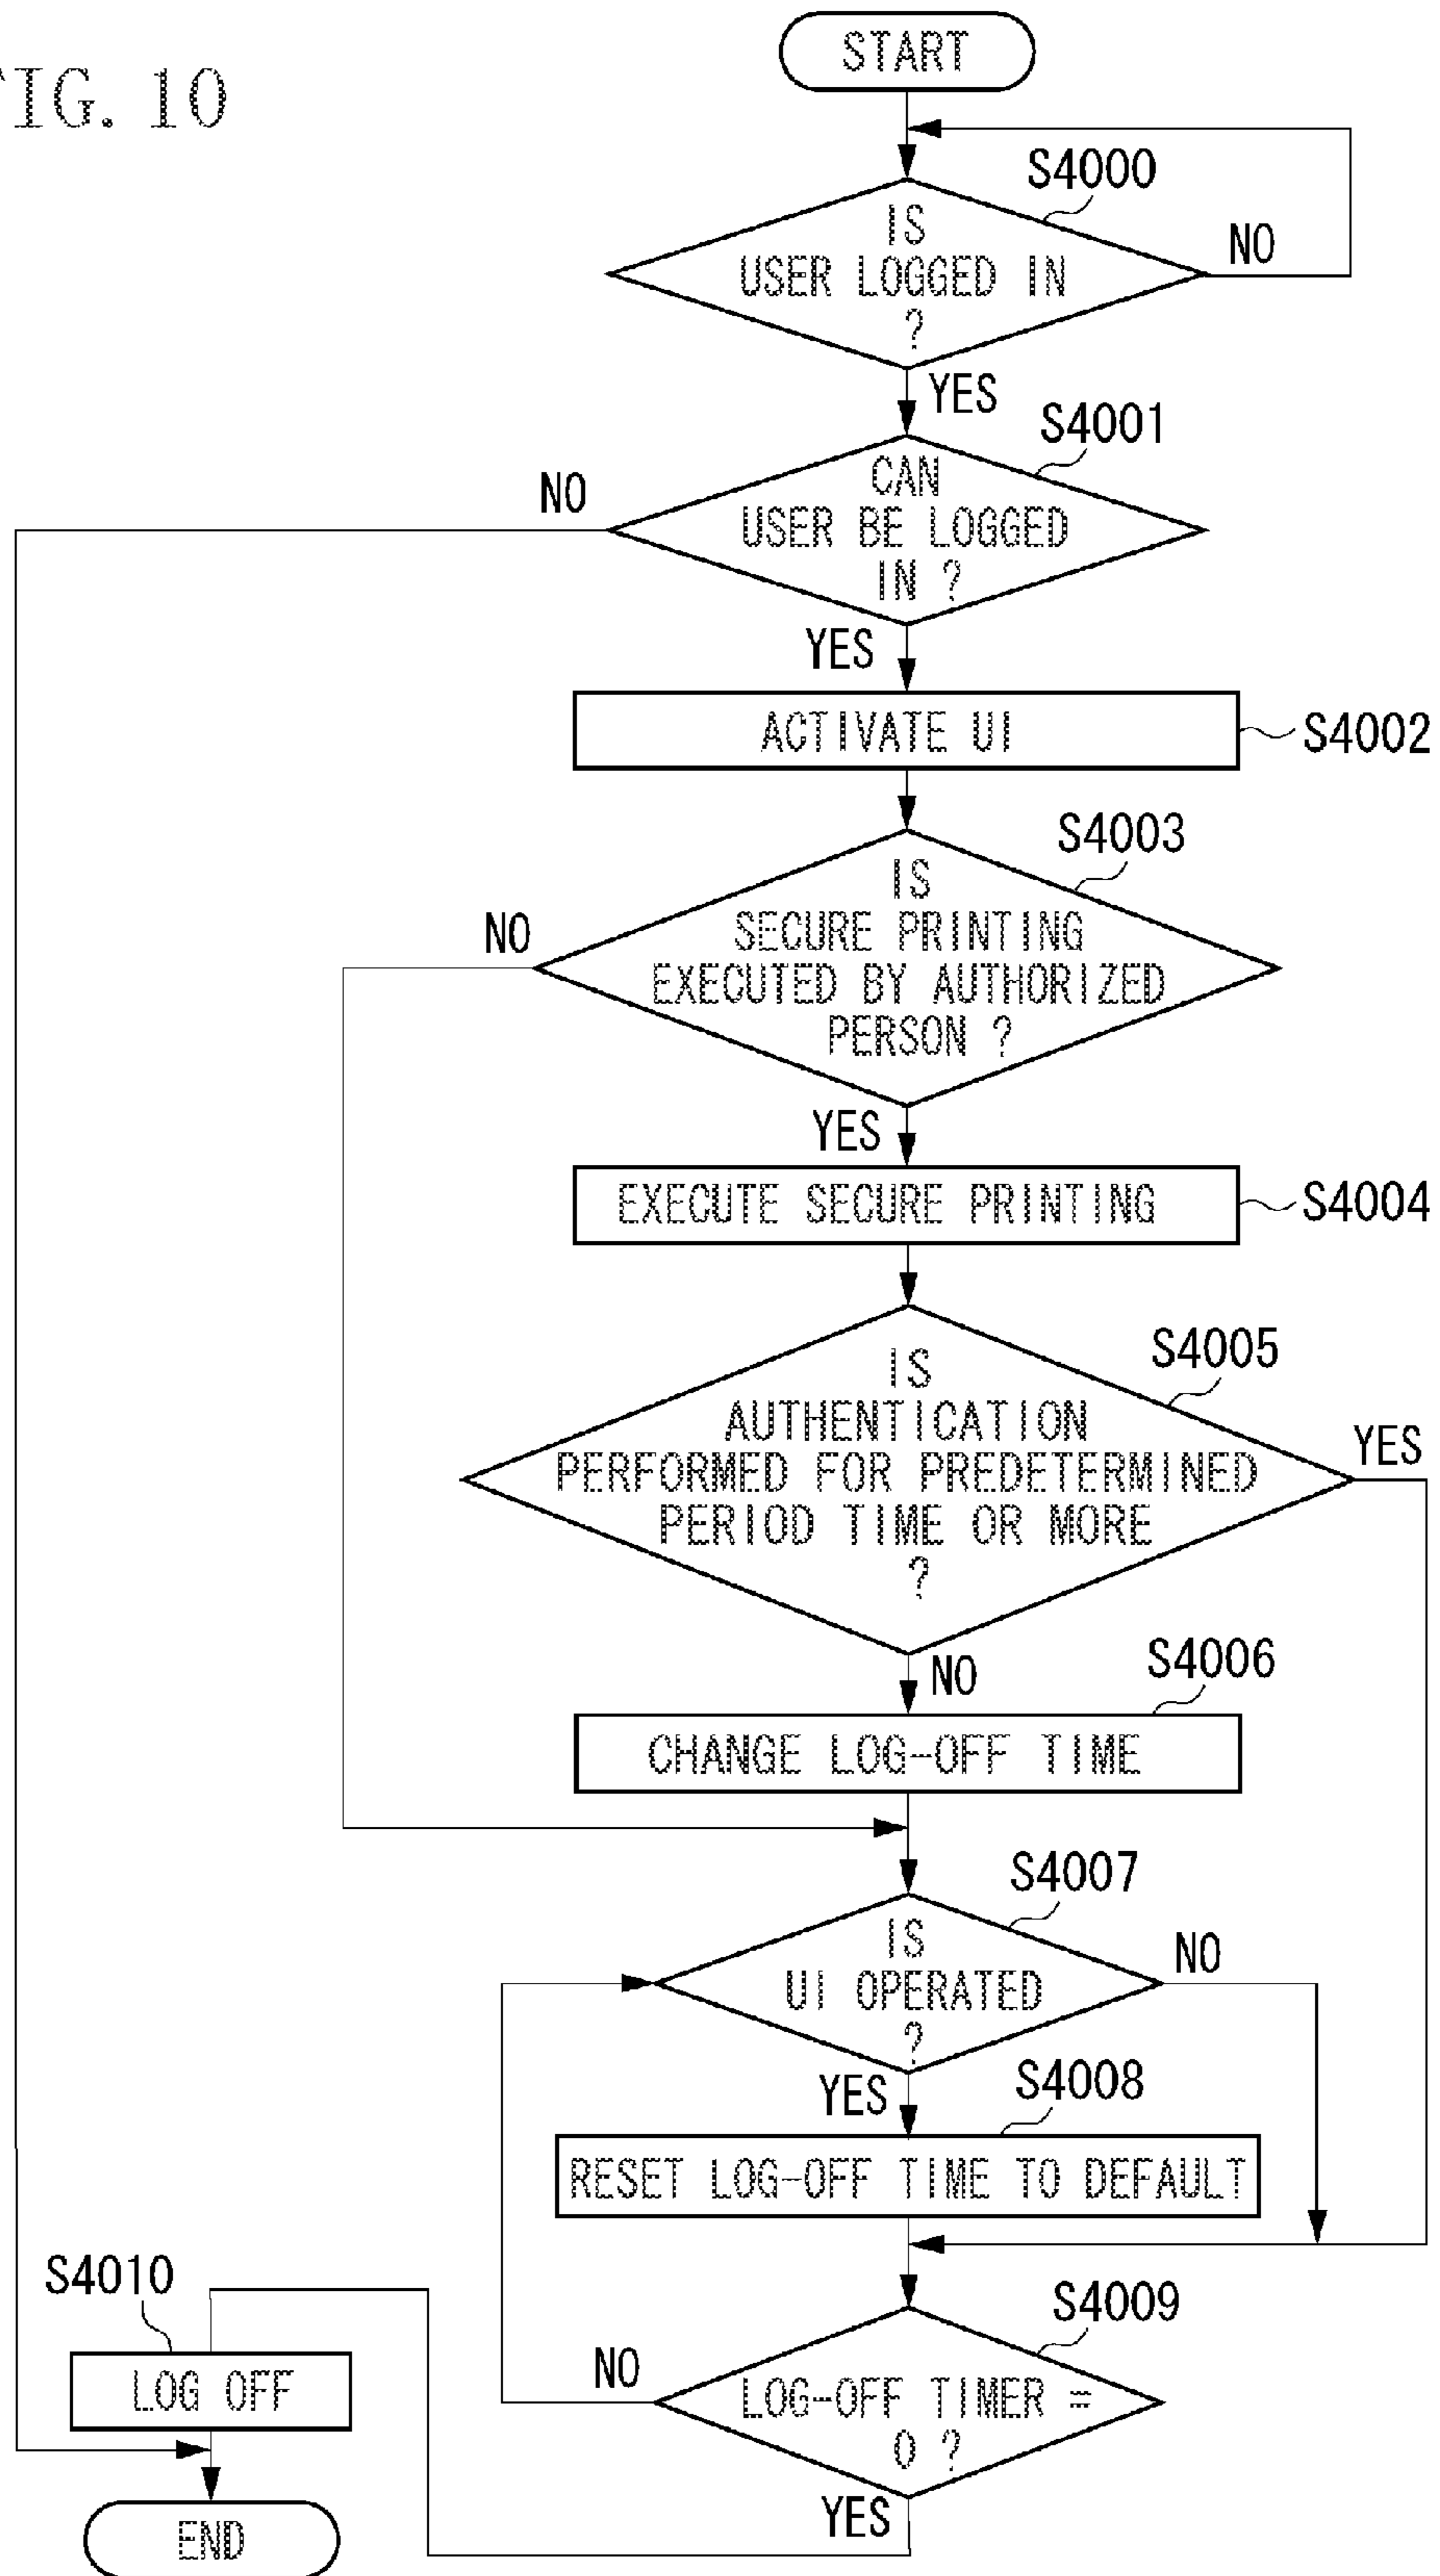 FIG. 10
START
S4000
IS
USER LOGGED IN
?
NO
YES
S4001
CAN
USER BE LOGGED
IN ?
NO
YES
ACTIVATE UI
S4002
S4003
IS
SECURE PRINTING
EXECUTED BY AUTHORIZED
PERSON ?
NO
YES
EXECUTE SECURE PRINTING
S4004
S4005
IS
AUTHENTICATION
PERFORMED FOR PREDETERMINED
PERIOD TIME OR MORE
?
YES
NO
S4006
CHANGE LOG-OFF TIME
S4007
IS
UI OPERATED
?
NO
YES
S4008
RESET LOG-OFF TIME TO DEFAULT
S4009
LOG-OFF TIMER =
0 ?
NO
YES
S4010
LOG OFF
END